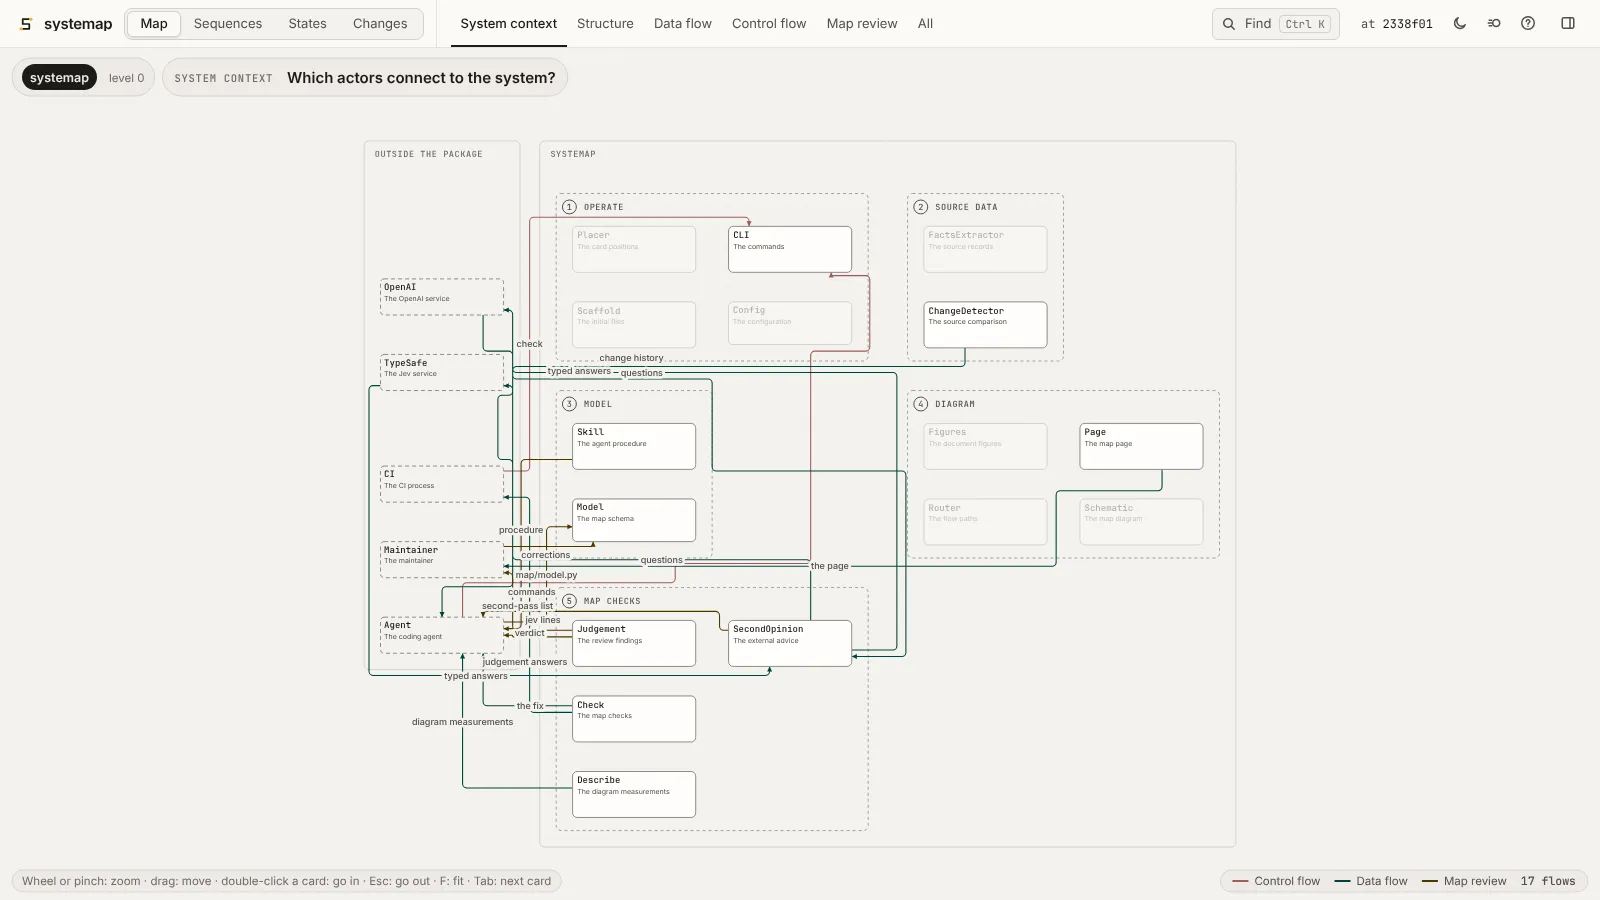 systemap
Map Sequences States Changes
System context Structure Data flow Control flow Map review All
Find Ctrl K
at 2338f01
systemap level 0
SYSTEM CONTEXT Which actors connect to the system?
OUTSIDE THE PACKAGE
SYSTEMAP
1 OPERATE
2 SOURCE DATA
Placer
The card positions
CLI
The commands
FactsExtractor
The source records
OpenAI
The OpenAI service
Scaffold
The initial files
Config
The configuration
ChangeDetector
The source comparison
check
change history
TypeSafe
The Jev service
typed answers
questions
3 MODEL
4 DIAGRAM
Skill
The agent procedure
Figures
The document figures
Page
The map page
CI
The CI process
Model
The map schema
Router
The flow paths
Schematic
The map diagram
procedure
Maintainer
The maintainer
corrections
questions
the page
map/model.py
commands
second-pass list
5 MAP CHECKS
jev lines
Agent
The coding agent
verdict
Judgement
The review findings
SecondOpinion
The external advice
judgement answers
typed answers
the fix
Check
The map checks
diagram measurements
Describe
The diagram measurements
Wheel or pinch: zoom · drag: move · double-click a card: go in · Esc: go out · F: fit · Tab: next card
Control flow Data flow Map review 17 flows